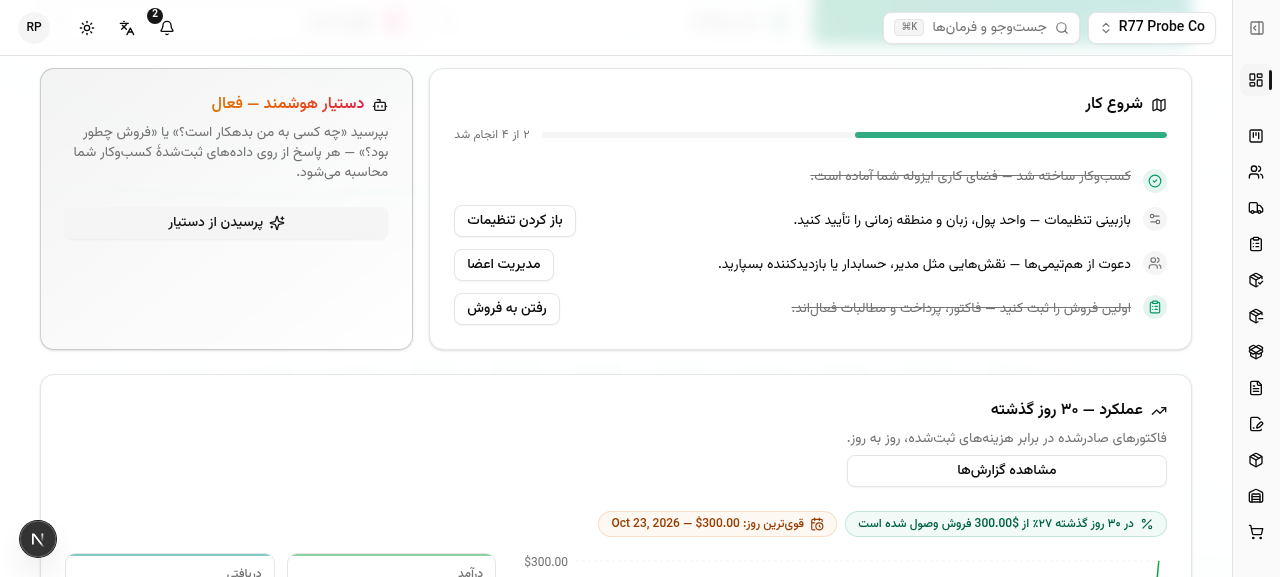 R77 Probe Co
جست‌وجو و فرمان‌ها
⌘K
2
RP
شروع کار
۲ از ۴ انجام شد
کسب‌وکار ساخته شد — فضای کاری ایزوله شما آماده است.
بازبینی تنظیمات — واحد پول، زبان و منطقه زمانی را تأیید کنید.
باز کردن تنظیمات
دعوت از هم‌تیمی‌ها — نقش‌هایی مثل مدیر، حسابدار یا بازدیدکننده بسپارید.
مدیریت اعضا
اولین فروش را ثبت کنید — فاکتور، پرداخت و مطالبات فعال‌اند.
رفتن به فروش
دستیار هوشمند — فعال
بپرسید «چه کسی به من بدهکار است؟» یا «فروش چطور
بود؟» — هر پاسخ از روی داده‌های ثبت‌شدهٔ کسب‌وکار شما
محاسبه می‌شود.
پرسیدن از دستیار
عملکرد — ۳۰ روز گذشته
فاکتورهای صادرشده در برابر هزینه‌های ثبت‌شده، روز به روز.
مشاهده گزارش‌ها
در ۳۰ روز گذشته ۲۷٪ از $300.00 فروش وصول شده است
قوی‌ترین روز: Oct 23, 2026 — $300.00
$300.00
درآمد
دریافتی
N